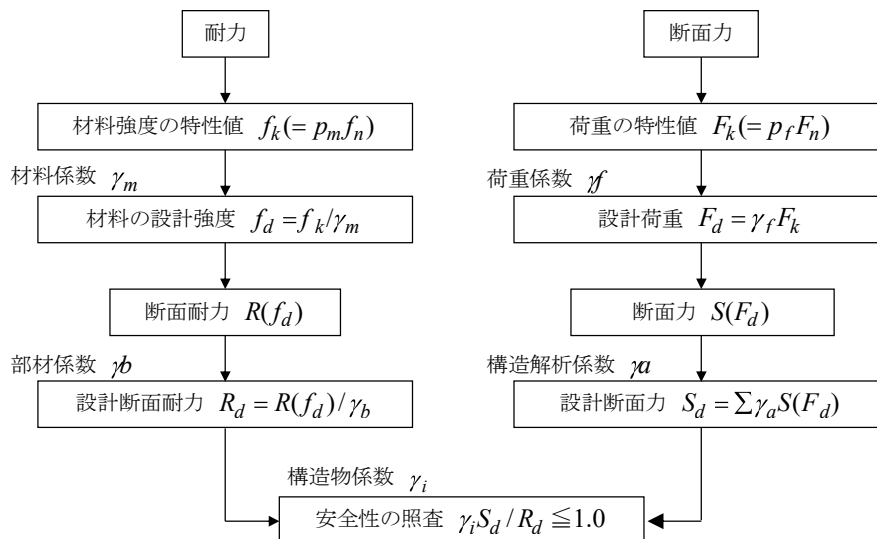 耐力
断面力
材料強度の特性値 f_k(= p_m f_n)
荷重の特性値 F_k(= p_f F_n)
材料係数 γ_m
荷重係数 γf
材料の設計強度 f_d = f_k/γ_m
設計荷重 F_d = γ_f F_k
断面耐力 R(f_d)
断面力 S(F_d)
部材係数 γb
構造解析係数 γa
設計断面耐力 R_d = R(f_d)/γ_b
設計断面力 S_d = Σγ_a S(F_d)
構造物係数 γ_i
安全性の照査 γ_i S_d / R_d ≦1.0